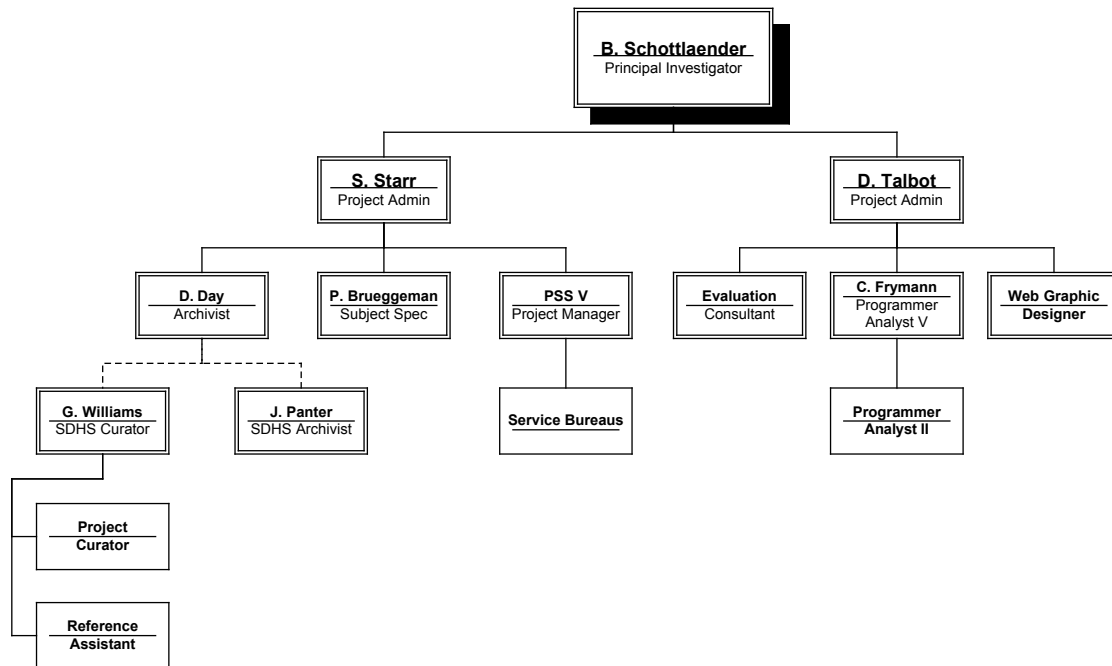 B. Schottlaender
Principal Investigator
S. Starr
Project Admin
D. Talbot
Project Admin
D. Day
Archivist
P. Brueggeman
Subject Spec
PSS V
Project Manager
Evaluation
Consultant
C. Frymann
Programmer
Analyst V
Web Graphic
Designer
G. Williams
SDHS Curator
J. Panter
SDHS Archivist
Service Bureaus
Programmer
Analyst II
Project
Curator
Reference
Assistant